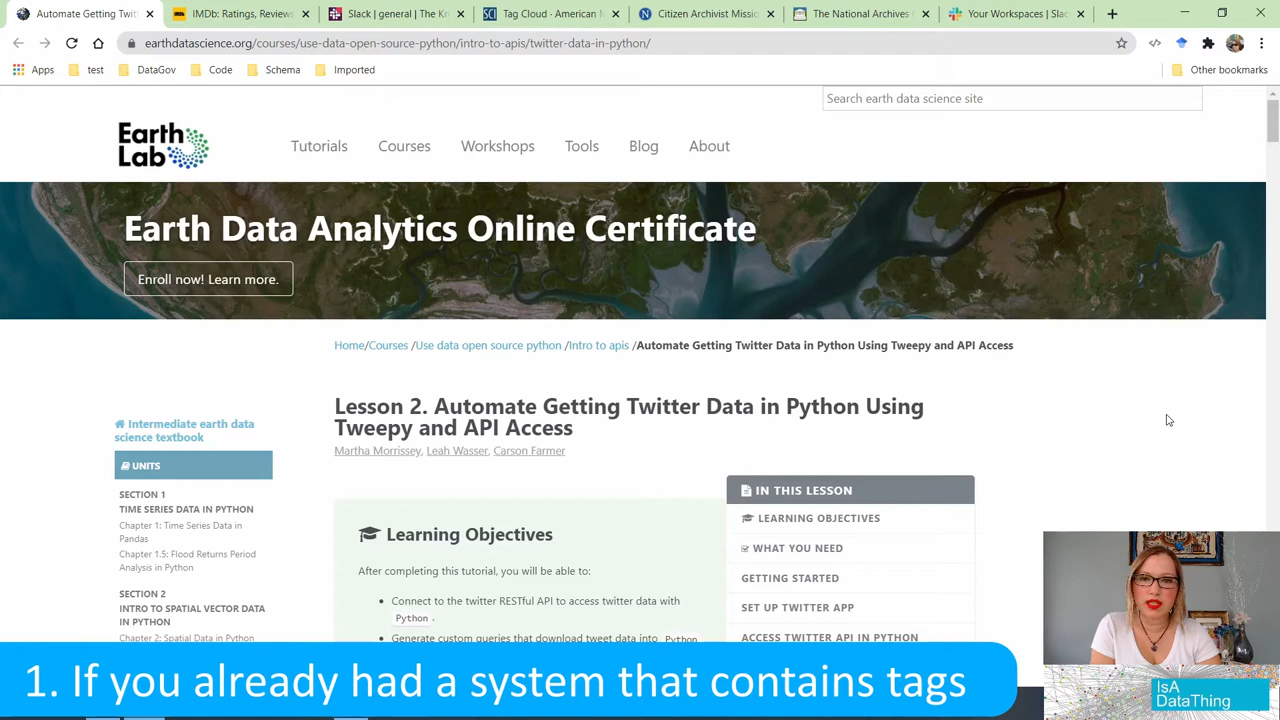 Automate Getting Twitt
IMDb: Ratings, Reviews
Slack | general | The Kn
Tag Cloud - American M
Citizen Archivist Missio
The National Archives
Your Workspaces | Slac
earthdatascience.org/courses/use-data-open-source-python/intro-to-apis/twitter-data-in-python/
Apps test DataGov Code Schema Imported Other bookmarks
Search earth data science site
Earth
Lab
Tutorials Courses Workshops Tools Blog About
Earth Data Analytics Online Certificate
Enroll now! Learn more.
Home/Courses /Use data open source python /Intro to apis /Automate Getting Twitter Data in Python Using Tweepy and API Access
Lesson 2. Automate Getting Twitter Data in Python Using
Tweepy and API Access
Martha Morrissey, Leah Wasser, Carson Farmer
Intermediate earth data
science textbook
UNITS
SECTION 1
TIME SERIES DATA IN PYTHON
Chapter 1: Time Series Data in
Pandas
Chapter 1.5: Flood Returns Period
Analysis in Python
SECTION 2
INTRO TO SPATIAL VECTOR DATA
IN PYTHON
Chapter 2: Spatial Data in Python
Learning Objectives
After completing this tutorial, you will be able to:
• Connect to the twitter RESTful API to access twitter data with
Python .
• Generate custom queries that download tweet data into Python
IN THIS LESSON
LEARNING OBJECTIVES
WHAT YOU NEED
GETTING STARTED
SET UP TWITTER APP
ACCESS TWITTER API IN PYTHON
1. If you already had a system that contains tags
IsA
DataThing